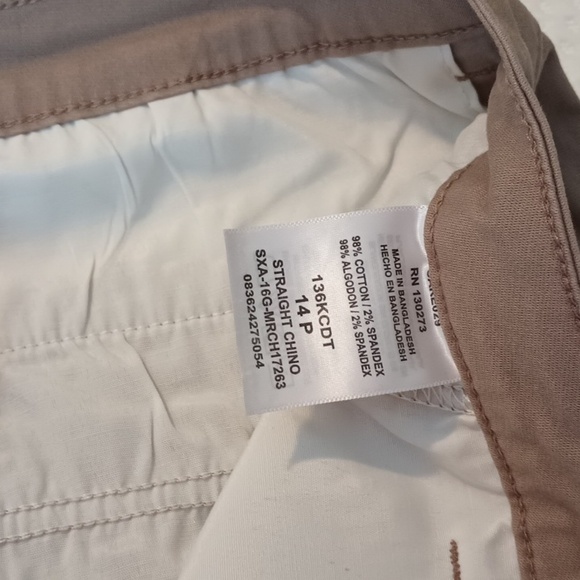 RN 130273
MADE IN BANGLADESH
HECHO EN BANGLADESH
98% COTTON / 2% SPANDEX
98% ALGODON / 2% SPANDEX
136KCDT
14 P
STRAIGHT CHINO
SXA-16G-MRCH17263
083624275054